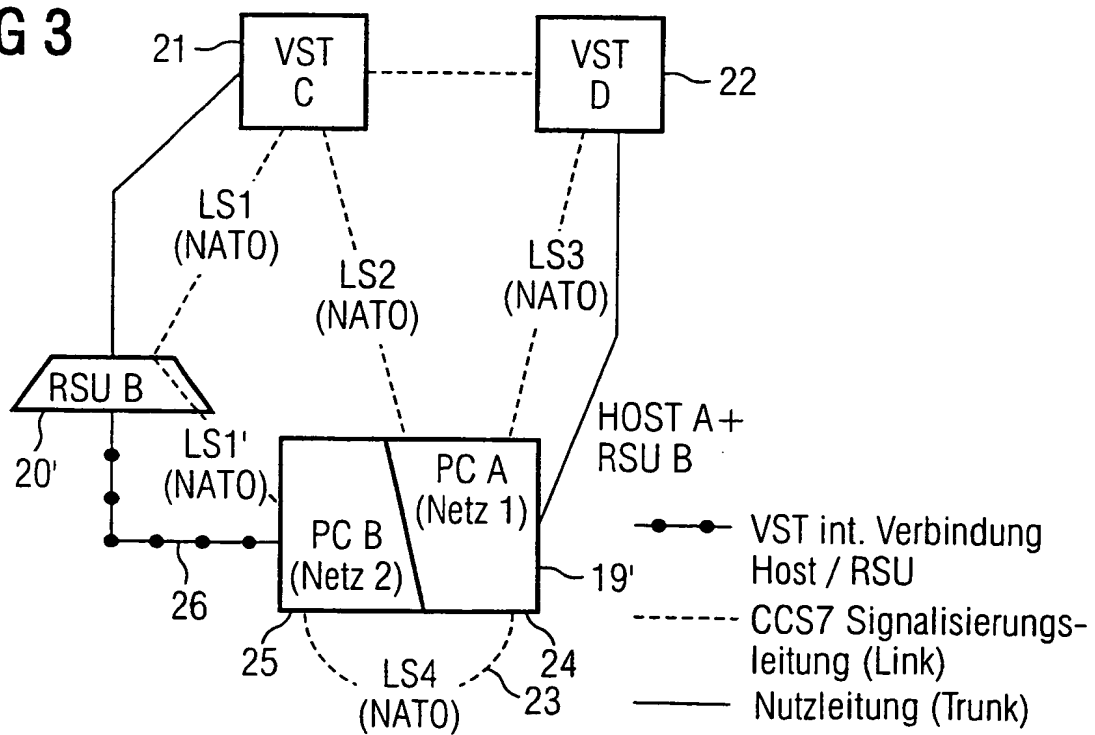 G 3
21
VST
C
VST
D
22
LS1
(NATO)
LS2
(NATO)
LS3
(NATO)
RSU B
20'
LS1'
(NATO)
HOST A+
RSU B
PC A
(Netz 1)
PC B
(Netz 2)
19'
26
25
24
23
LS4
(NATO)
VST int. Verbindung
Host / RSU
CCS7 Signalisierungs-
leitung (Link)
Nutzleitung (Trunk)